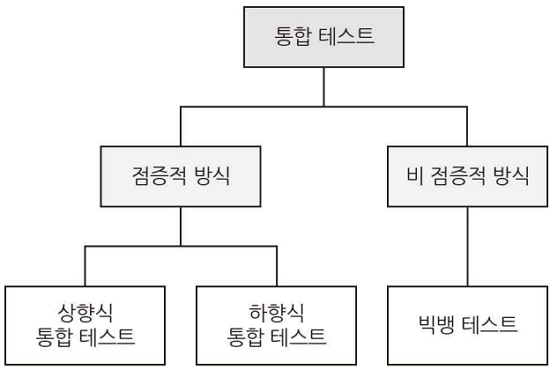 통합 테스트
점증적 방식
비 점증적 방식
상향식
통합 테스트
하향식
통합 테스트
빅뱅 테스트